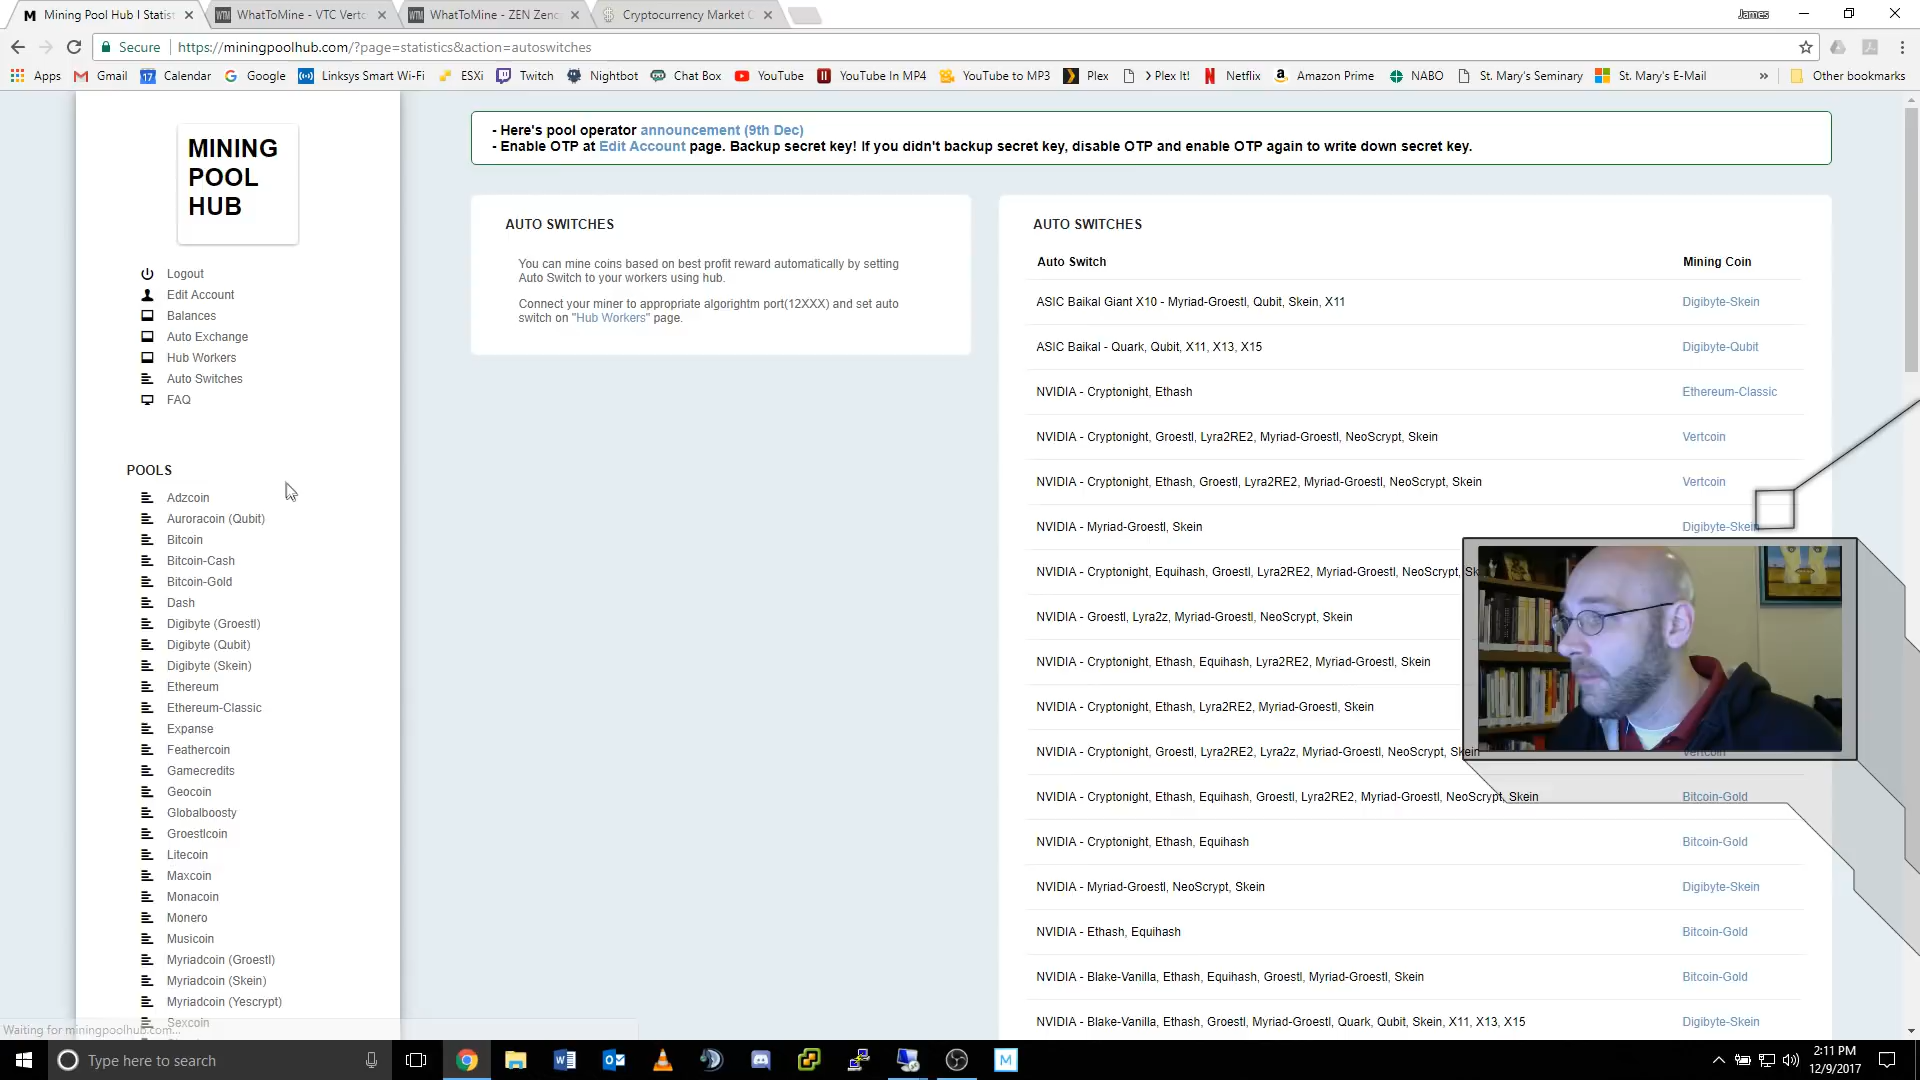 Mining Pool Hub I Statist
WhatToMine - VTC Vertc
WhatToMine - ZEN Zenc
Cryptocurrency Market C
James
Secure
https://miningpoolhub.com/?page=statistics&action=autoswitches
Apps
Gmail
Calendar
Google
Linksys Smart Wi-Fi
ESXi
Twitch
Nightbot
Chat Box
YouTube
YouTube In MP4
YouTube to MP3
Plex
> Plex It!
Netflix
Amazon Prime
NABO
St. Mary's Seminary
St. Mary's E-Mail
»
Other bookmarks
MINING
POOL
HUB
Logout
Edit Account
Balances
Auto Exchange
Hub Workers
Auto Switches
FAQ
POOLS
Adzcoin
Auroracoin (Qubit)
Bitcoin
Bitcoin-Cash
Bitcoin-Gold
Dash
Digibyte (Groestl)
Digibyte (Qubit)
Digibyte (Skein)
Ethereum
Ethereum-Classic
Expanse
Feathercoin
Gamecredits
Geocoin
Globalboosty
Groestlcoin
Litecoin
Maxcoin
Monacoin
Monero
Musicoin
Myriadcoin (Groestl)
Myriadcoin (Skein)
Myriadcoin (Yescrypt)
Sexcoin
Waiting for miningpoolhub.com...
- Here's pool operator announcement (9th Dec)
- Enable OTP at Edit Account page. Backup secret key! If you didn't backup secret key, disable OTP and enable OTP again to write down secret key.
AUTO SWITCHES
You can mine coins based on best profit reward automatically by setting
Auto Switch to your workers using hub.
Connect your miner to appropriate algorightm port(12XXX) and set auto
switch on "Hub Workers" page.
AUTO SWITCHES
Auto Switch Mining Coin
ASIC Baikal Giant X10 - Myriad-Groestl, Qubit, Skein, X11 Digibyte-Skein
ASIC Baikal - Quark, Qubit, X11, X13, X15 Digibyte-Qubit
NVIDIA - Cryptonight, Ethash Ethereum-Classic
NVIDIA - Cryptonight, Groestl, Lyra2RE2, Myriad-Groestl, NeoScrypt, Skein Vertcoin
NVIDIA - Cryptonight, Ethash, Groestl, Lyra2RE2, Myriad-Groestl, NeoScrypt, Skein Vertcoin
NVIDIA - Myriad-Groestl, Skein Digibyte-Skein
NVIDIA - Cryptonight, Equihash, Groestl, Lyra2RE2, Myriad-Groestl, NeoScrypt, Sk
NVIDIA - Groestl, Lyra2z, Myriad-Groestl, NeoScrypt, Skein
NVIDIA - Cryptonight, Ethash, Equihash, Lyra2RE2, Myriad-Groestl, Skein
NVIDIA - Cryptonight, Ethash, Lyra2RE2, Myriad-Groestl, Skein
NVIDIA - Cryptonight, Groestl, Lyra2RE2, Lyra2z, Myriad-Groestl, NeoScrypt, Skein Vertcoin
NVIDIA - Cryptonight, Ethash, Equihash, Groestl, Lyra2RE2, Myriad-Groestl, NeoScrypt, Skein Bitcoin-Gold
NVIDIA - Cryptonight, Ethash, Equihash Bitcoin-Gold
NVIDIA - Myriad-Groestl, NeoScrypt, Skein Digibyte-Skein
NVIDIA - Ethash, Equihash Bitcoin-Gold
NVIDIA - Blake-Vanilla, Ethash, Equihash, Groestl, Myriad-Groestl, Skein Bitcoin-Gold
NVIDIA - Blake-Vanilla, Ethash, Groestl, Myriad-Groestl, Quark, Qubit, Skein, X11, X13, X15 Digibyte-Skein
Type here to search
2:11 PM
12/9/2017